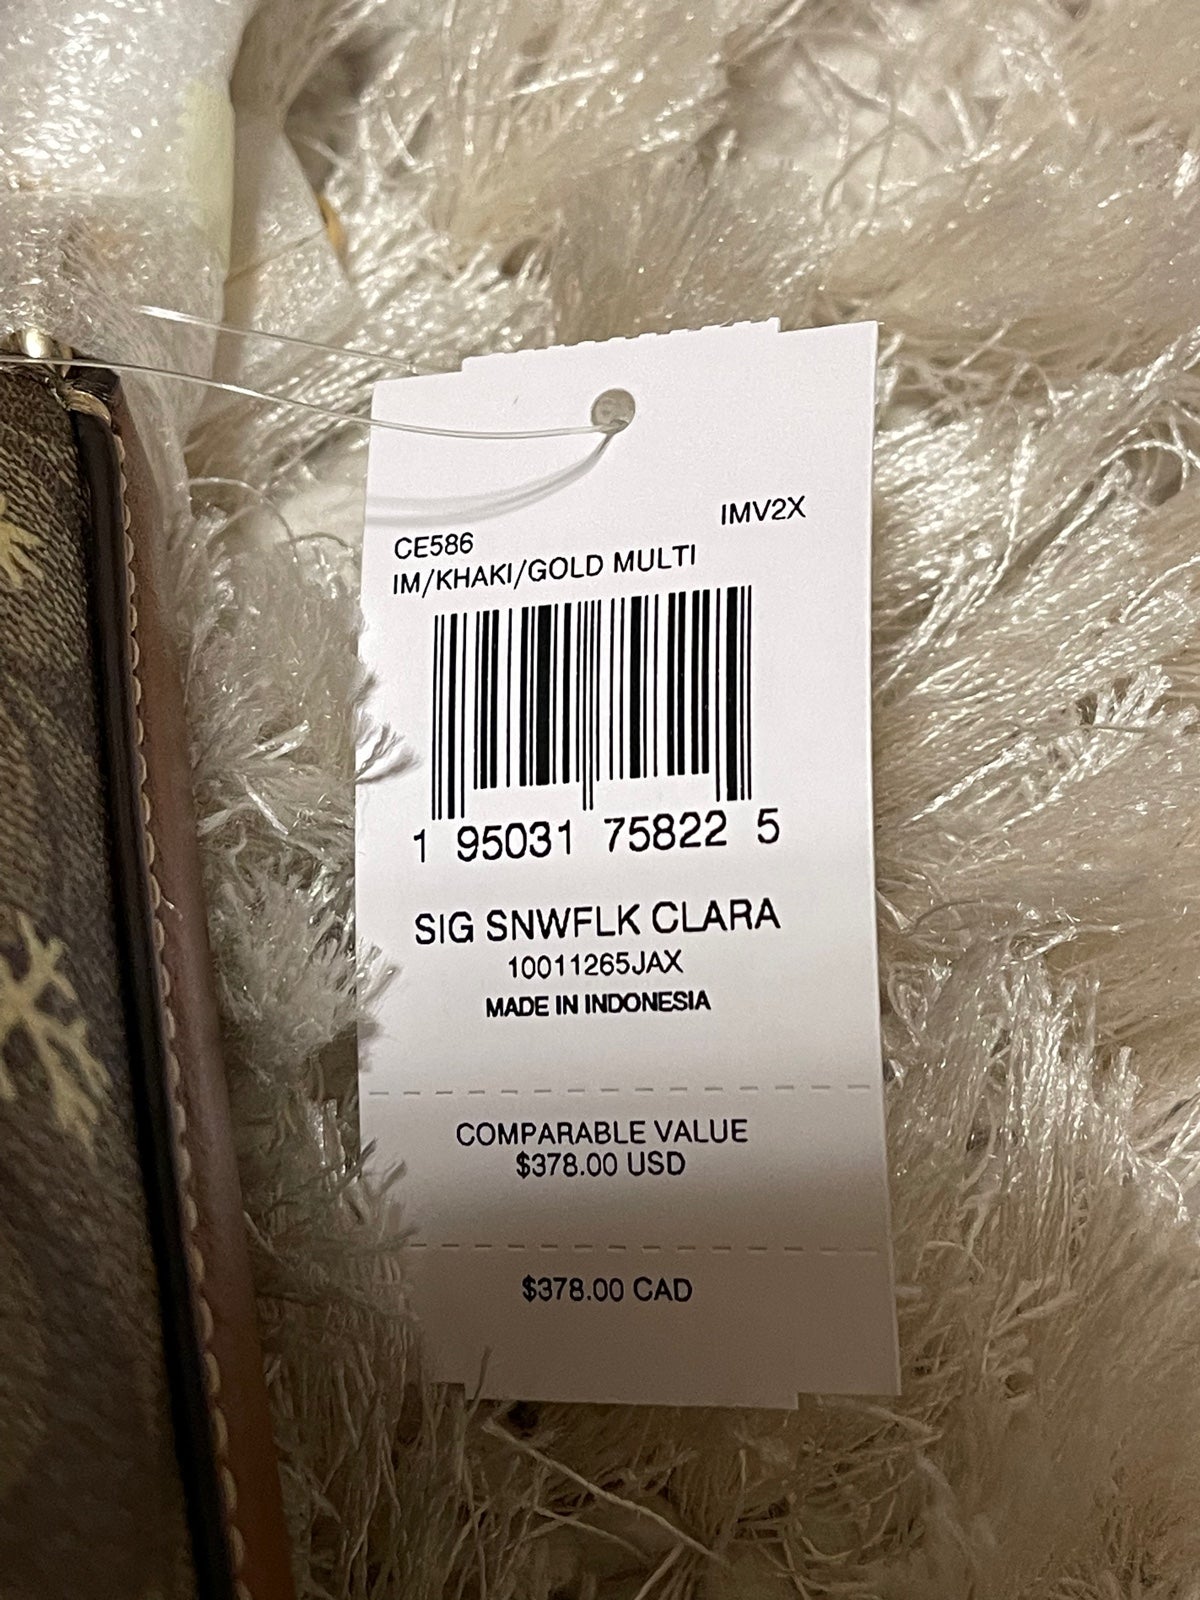 IMV2X
CE586
IM/KHAKI/GOLD MULTI
1 95031 75822 5
SIG SNWFLK CLARA
10011265JAX
MADE IN INDONESIA
COMPARABLE VALUE
$378.00 USD
$378.00 CAD